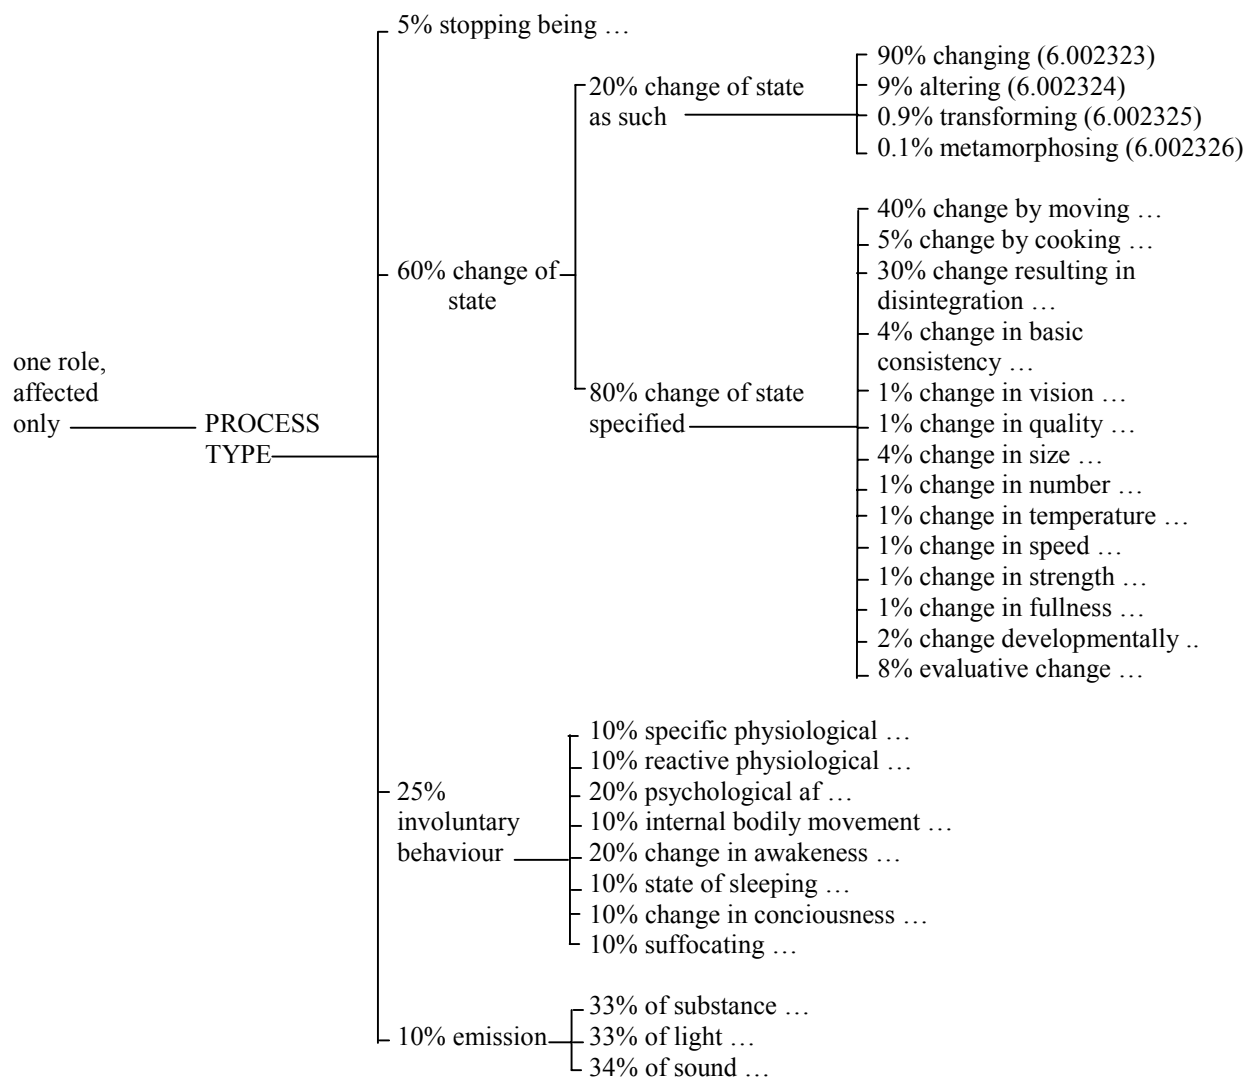 5% stopping being …
90% changing (6.002323)
20% change of state
as such
9% altering (6.002324)
0.9% transforming (6.002325)
0.1% metamorphosing (6.002326)
60% change of
state
40% change by moving …
5% change by cooking …
30% change resulting in
disintegration …
4% change in basic
consistency …
one role,
affected
only
PROCESS
TYPE
80% change of state
specified
1% change in vision …
1% change in quality …
4% change in size …
1% change in number …
1% change in temperature …
1% change in speed …
1% change in strength …
1% change in fullness …
2% change developmentally ..
8% evaluative change …
25%
involuntary
behaviour
10% specific physiological …
10% reactive physiological …
20% psychological af …
10% internal bodily movement …
20% change in awakeness …
10% state of sleeping …
10% change in conciousness …
10% suffocating …
10% emission
33% of substance …
33% of light …
34% of sound …